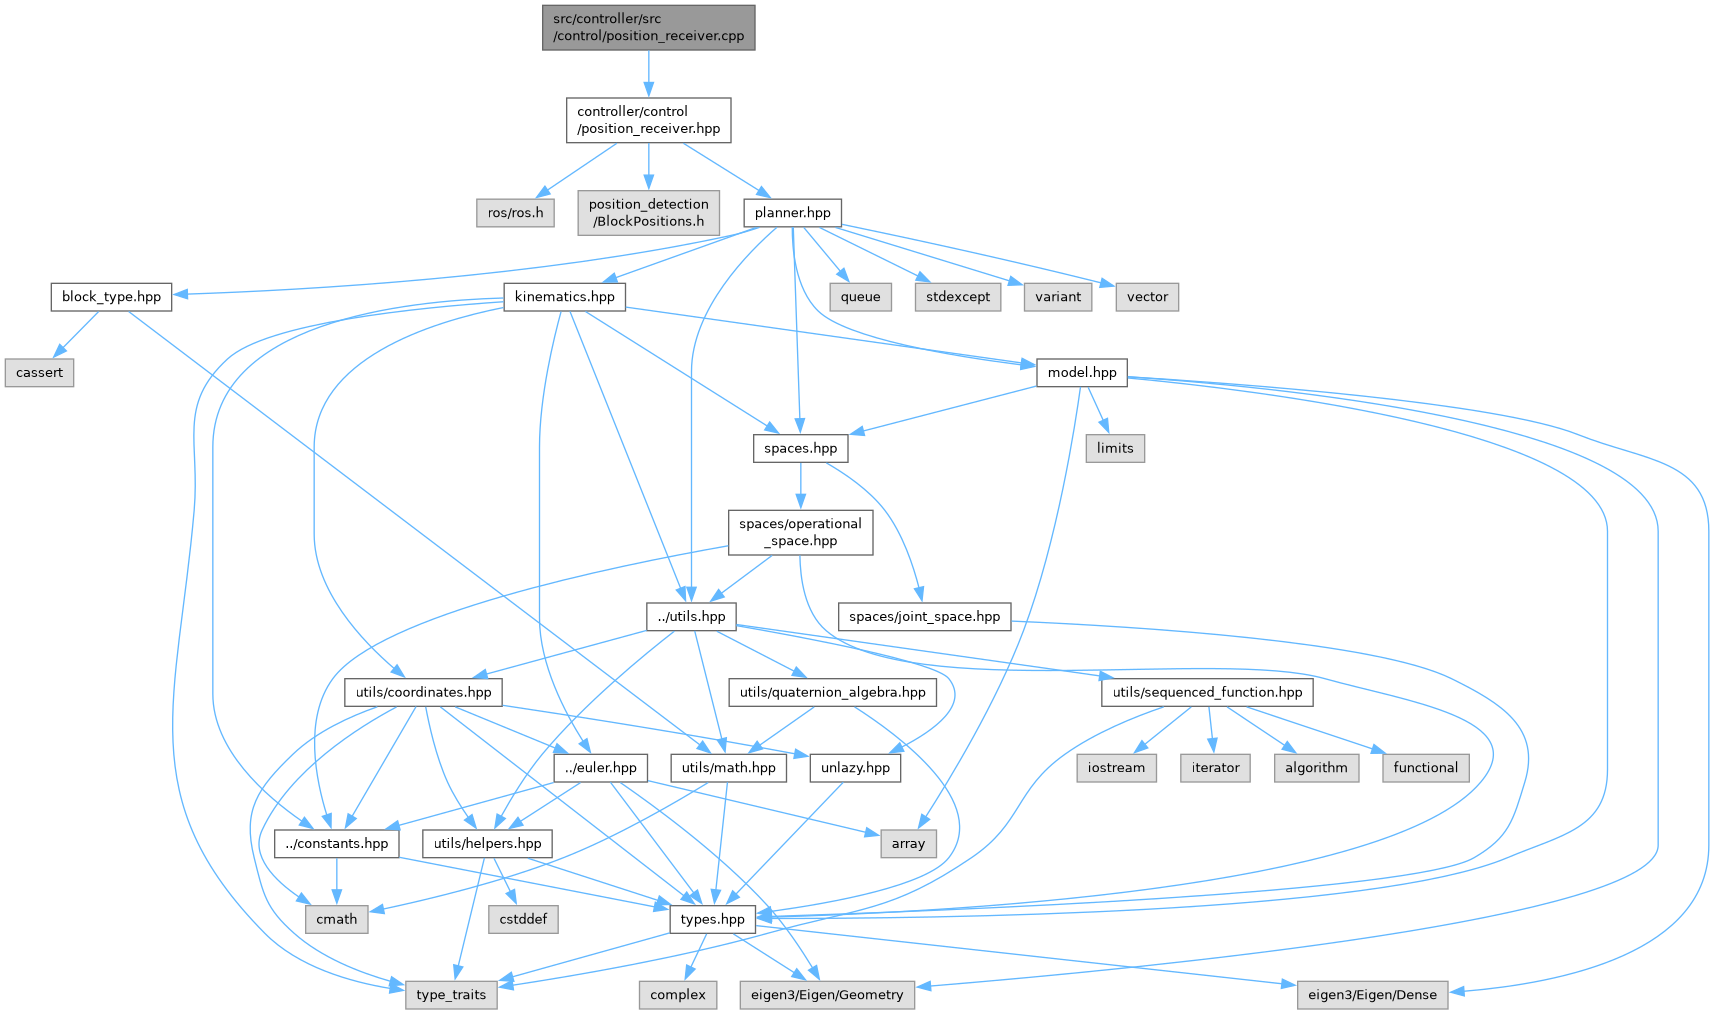 src/controller/src
/control/position_receiver.cpp
controller/control
/position_receiver.hpp
ros/ros.h
position_detection
/BlockPositions.h
planner.hpp
block_type.hpp
kinematics.hpp
queue
stdexcept
variant
vector
cassert
model.hpp
spaces.hpp
limits
spaces/operational
_space.hpp
../utils.hpp
spaces/joint_space.hpp
utils/coordinates.hpp
utils/quaternion_algebra.hpp
utils/sequenced_function.hpp
../euler.hpp
utils/math.hpp
unlazy.hpp
iostream
iterator
algorithm
functional
../constants.hpp
utils/helpers.hpp
array
cmath
cstddef
types.hpp
type_traits
complex
eigen3/Eigen/Geometry
eigen3/Eigen/Dense